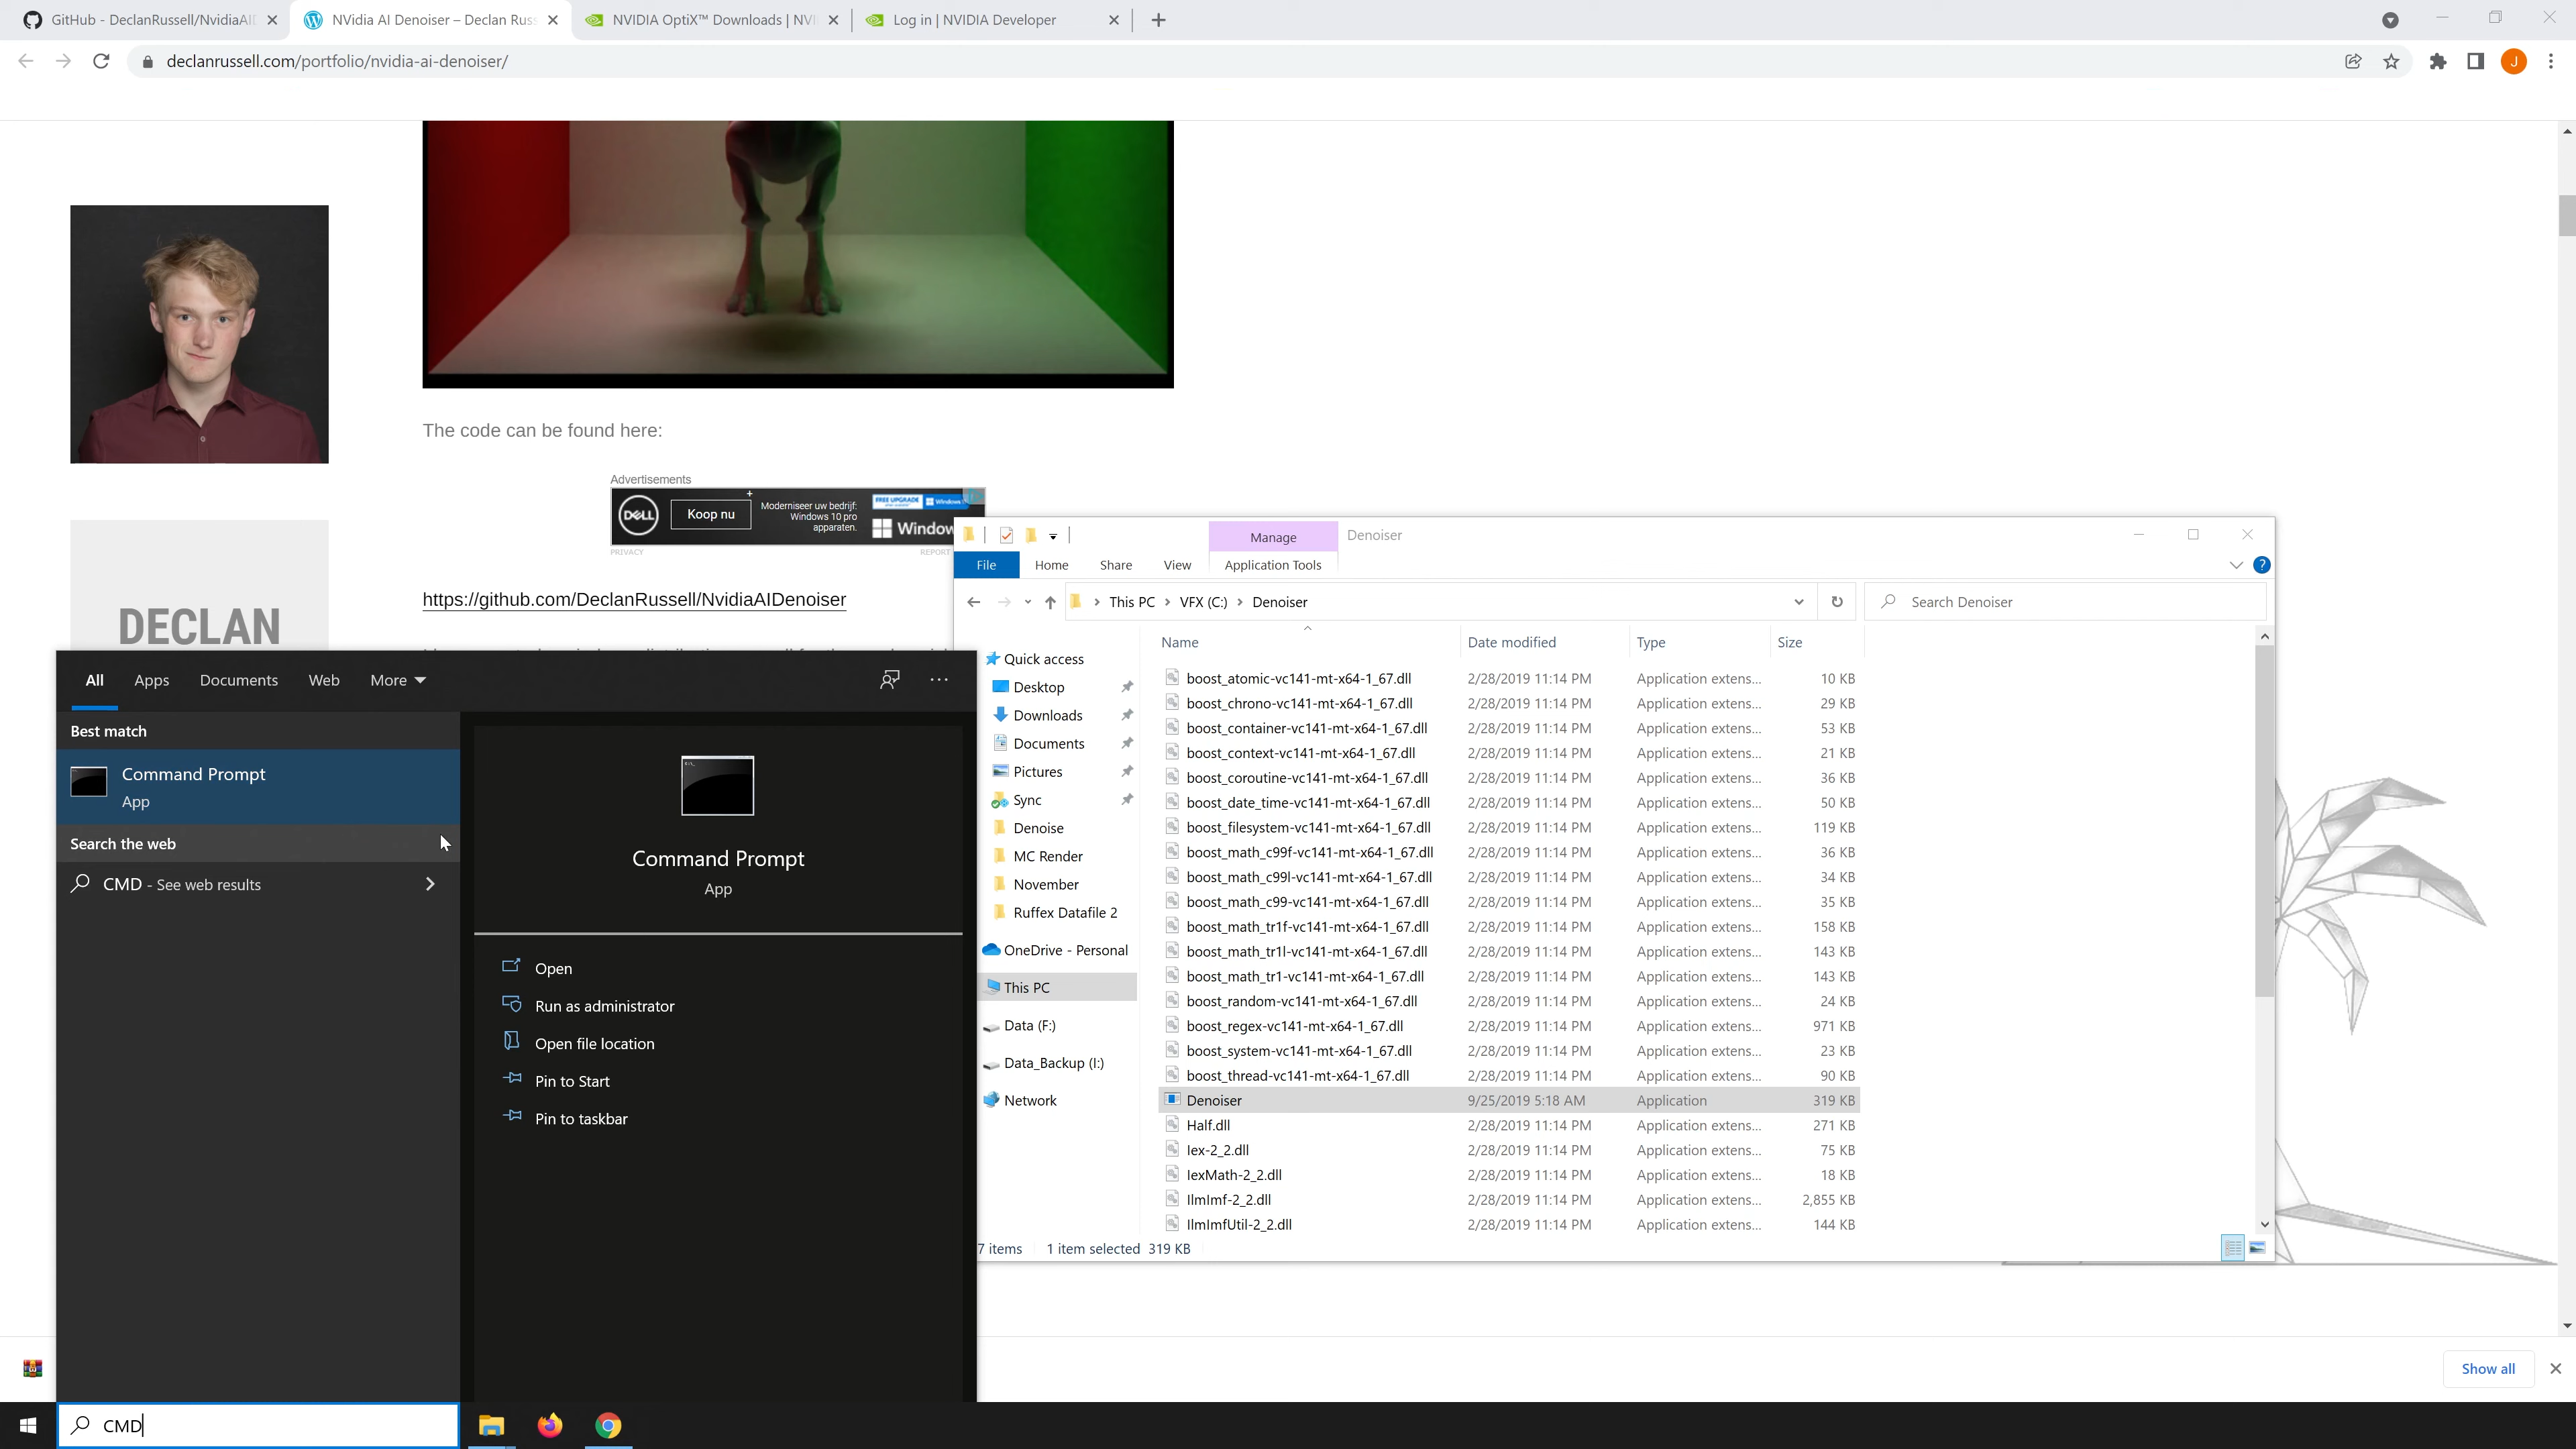 GitHub - DeclanRussell/NvidiaAI
NVidia AI Denoiser – Declan Russ
NVIDIA OptiX™ Downloads | NVI
Log in | NVIDIA Developer
declanrussell.com/portfolio/nvidia-ai-denoiser/
J
The code can be found here:
Advertisements
DELL
Koop nu
Moderniseer uw bedrijf:
Windows 10 pro
apparaten.
FREE UPGRADE
Windows
PRIVACY
REPORT
https://github.com/DeclanRussell/NvidiaAIDenoiser
DECLAN
Manage
Denoiser
File
Home
Share
View
Application Tools
This PC
VFX (C:)
Denoiser
Search Denoiser
Quick access
Desktop
Downloads
Documents
Pictures
Sync
Denoise
MC Render
November
Ruffex Datafile 2
OneDrive - Personal
This PC
Data (F:)
Data_Backup (I:)
Network
Name Date modified Type Size
boost_atomic-vc141-mt-x64-1_67.dll 2/28/2019 11:14 PM Application extens... 10 KB
boost_chrono-vc141-mt-x64-1_67.dll 2/28/2019 11:14 PM Application extens... 29 KB
boost_container-vc141-mt-x64-1_67.dll 2/28/2019 11:14 PM Application extens... 53 KB
boost_context-vc141-mt-x64-1_67.dll 2/28/2019 11:14 PM Application extens... 21 KB
boost_coroutine-vc141-mt-x64-1_67.dll 2/28/2019 11:14 PM Application extens... 36 KB
boost_date_time-vc141-mt-x64-1_67.dll 2/28/2019 11:14 PM Application extens... 50 KB
boost_filesystem-vc141-mt-x64-1_67.dll 2/28/2019 11:14 PM Application extens... 119 KB
boost_math_c99f-vc141-mt-x64-1_67.dll 2/28/2019 11:14 PM Application extens... 36 KB
boost_math_c99l-vc141-mt-x64-1_67.dll 2/28/2019 11:14 PM Application extens... 34 KB
boost_math_c99-vc141-mt-x64-1_67.dll 2/28/2019 11:14 PM Application extens... 35 KB
boost_math_tr1f-vc141-mt-x64-1_67.dll 2/28/2019 11:14 PM Application extens... 158 KB
boost_math_tr1l-vc141-mt-x64-1_67.dll 2/28/2019 11:14 PM Application extens... 143 KB
boost_math_tr1-vc141-mt-x64-1_67.dll 2/28/2019 11:14 PM Application extens... 143 KB
boost_random-vc141-mt-x64-1_67.dll 2/28/2019 11:14 PM Application extens... 24 KB
boost_regex-vc141-mt-x64-1_67.dll 2/28/2019 11:14 PM Application extens... 971 KB
boost_system-vc141-mt-x64-1_67.dll 2/28/2019 11:14 PM Application extens... 23 KB
boost_thread-vc141-mt-x64-1_67.dll 2/28/2019 11:14 PM Application extens... 90 KB
Denoiser 9/25/2019 5:18 AM Application 319 KB
Half.dll 2/28/2019 11:14 PM Application extens... 271 KB
Iex-2_2.dll 2/28/2019 11:14 PM Application extens... 75 KB
IexMath-2_2.dll 2/28/2019 11:14 PM Application extens... 18 KB
IlmImf-2_2.dll 2/28/2019 11:14 PM Application extens... 2,855 KB
IlmImfUtil-2_2.dll 2/28/2019 11:14 PM Application extens... 144 KB
7 items 1 item selected 319 KB
All Apps Documents Web More
Best match
Command Prompt
App
Search the web
CMD - See web results
Command Prompt
App
Open
Run as administrator
Open file location
Pin to Start
Pin to taskbar
Show all
CMD